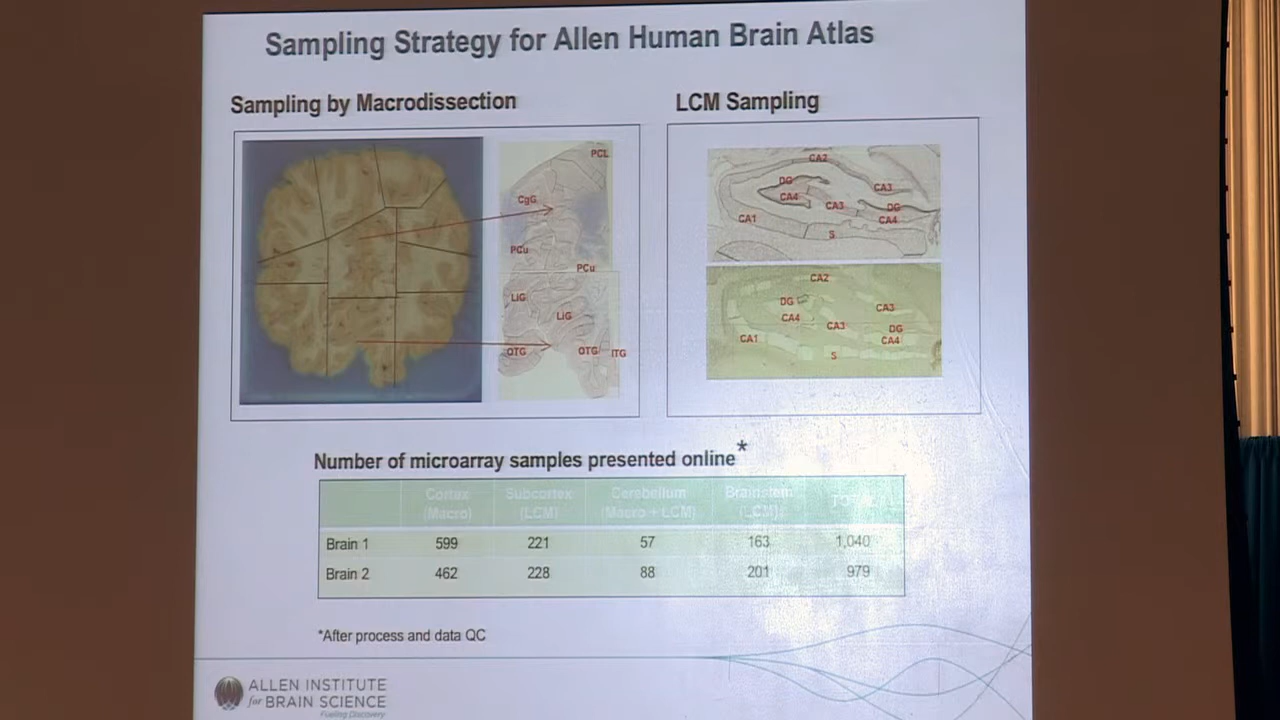 Sampling Strategy for Allen Human Brain Atlas
Sampling by Macrodissection
PCL
CgG
PCu
PCu
LiG
LiG
OTG
OTG
ITG
LCM Sampling
CA2
DG
CA4
CA3
CA3
DG
CA1
CA4
S
CA2
DG
CA3
CA4
CA3
DG
CA1
CA4
S
Number of microarray samples presented online*
Cortex (Macro)
Subcortex (LCM)
Cerebellum (Macro + LCM)
Brainstem (LCM)
TOTAL
Brain 1 599 221 57 163 1,040
Brain 2 462 228 88 201 979
*After process and data QC
ALLEN INSTITUTE
for BRAIN SCIENCE
Fueling Discovery